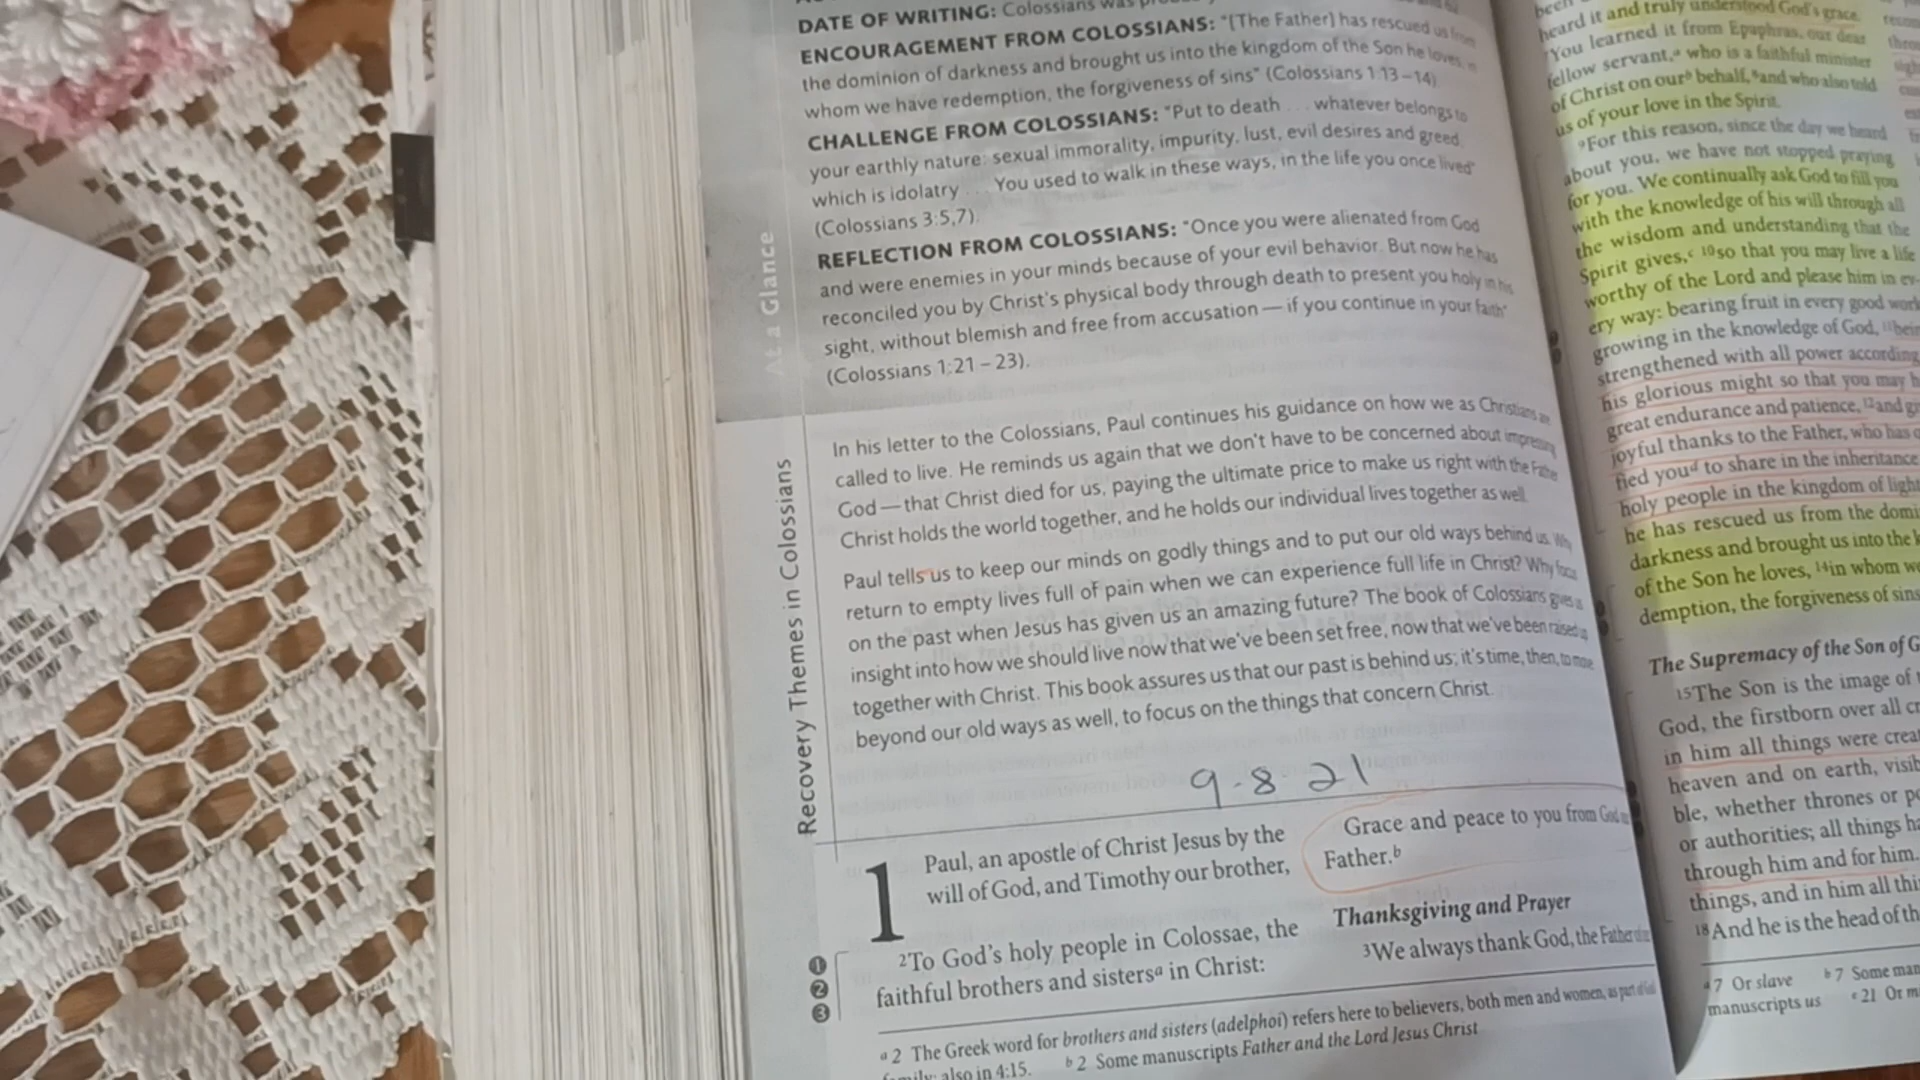 DATE OF WRITING: Colossians was
ENCOURAGEMENT FROM COLOSSIANS: "[The Father] has rescued us from
the dominion of darkness and brought us into the kingdom of the Son he loves, in
whom we have redemption, the forgiveness of sins" (Colossians 1:13–14)
CHALLENGE FROM COLOSSIANS: "Put to death . . . whatever belongs to
your earthly nature: sexual immorality, impurity, lust, evil desires and greed,
which is idolatry . . . You used to walk in these ways, in the life you once lived"
(Colossians 3:5,7).
REFLECTION FROM COLOSSIANS: "Once you were alienated from God
and were enemies in your minds because of your evil behavior. But now he has
reconciled you by Christ's physical body through death to present you holy in his
sight, without blemish and free from accusation — if you continue in your faith"
(Colossians 1:21–23).
At a Glance
Recovery Themes in Colossians
In his letter to the Colossians, Paul continues his guidance on how we as Christians are
called to live. He reminds us again that we don't have to be concerned about impressing
God — that Christ died for us, paying the ultimate price to make us right with the Father
Christ holds the world together, and he holds our individual lives together as well.
Paul tells us to keep our minds on godly things and to put our old ways behind us. Why
return to empty lives full of pain when we can experience full life in Christ? Why focus
on the past when Jesus has given us an amazing future? The book of Colossians gives us
insight into how we should live now that we've been set free, now that we've been raised
together with Christ. This book assures us that our past is behind us; it's time, then, to move
beyond our old ways as well, to focus on the things that concern Christ.
9-8 21
1 Paul, an apostle of Christ Jesus by the
will of God, and Timothy our brother,
2To God's holy people in Colossae, the
faithful brothers and sistersa in Christ:
1
2
3
Grace and peace to you from God
Father.b
Thanksgiving and Prayer
3We always thank God, the Father
a 2 The Greek word for brothers and sisters (adelphoi) refers here to believers, both men and women, as part of
family; also in 4:15. b 2 Some manuscripts Father and the Lord Jesus Christ
been
heard it and truly understood God's grace.
7You learned it from Epaphras, our dear
fellow servant,a who is a faithful minister
of Christ on ourb behalf, 8and who also told
us of your love in the Spirit.
9For this reason, since the day we heard
about you, we have not stopped praying
for you. We continually ask God to fill you
with the knowledge of his will through all
the wisdom and understanding that the
Spirit gives,c 10so that you may live a life
worthy of the Lord and please him in ev-
ery way: bearing fruit in every good work
growing in the knowledge of God, 11bein
strengthened with all power according
his glorious might so that you may h
great endurance and patience, 12and gi
joyful thanks to the Father, who has q
fied youd to share in the inheritance
holy people in the kingdom of light
he has rescued us from the domi
darkness and brought us into the k
of the Son he loves, 14in whom we
demption, the forgiveness of sins
The Supremacy of the Son of G
15The Son is the image of
God, the firstborn over all cr
in him all things were crea
heaven and on earth, visib
ble, whether thrones or po
or authorities; all things ha
through him and for him.
things, and in him all thi
18And he is the head of th
a 7 Or slave b 7 Some man
manuscripts us c 21 Or m